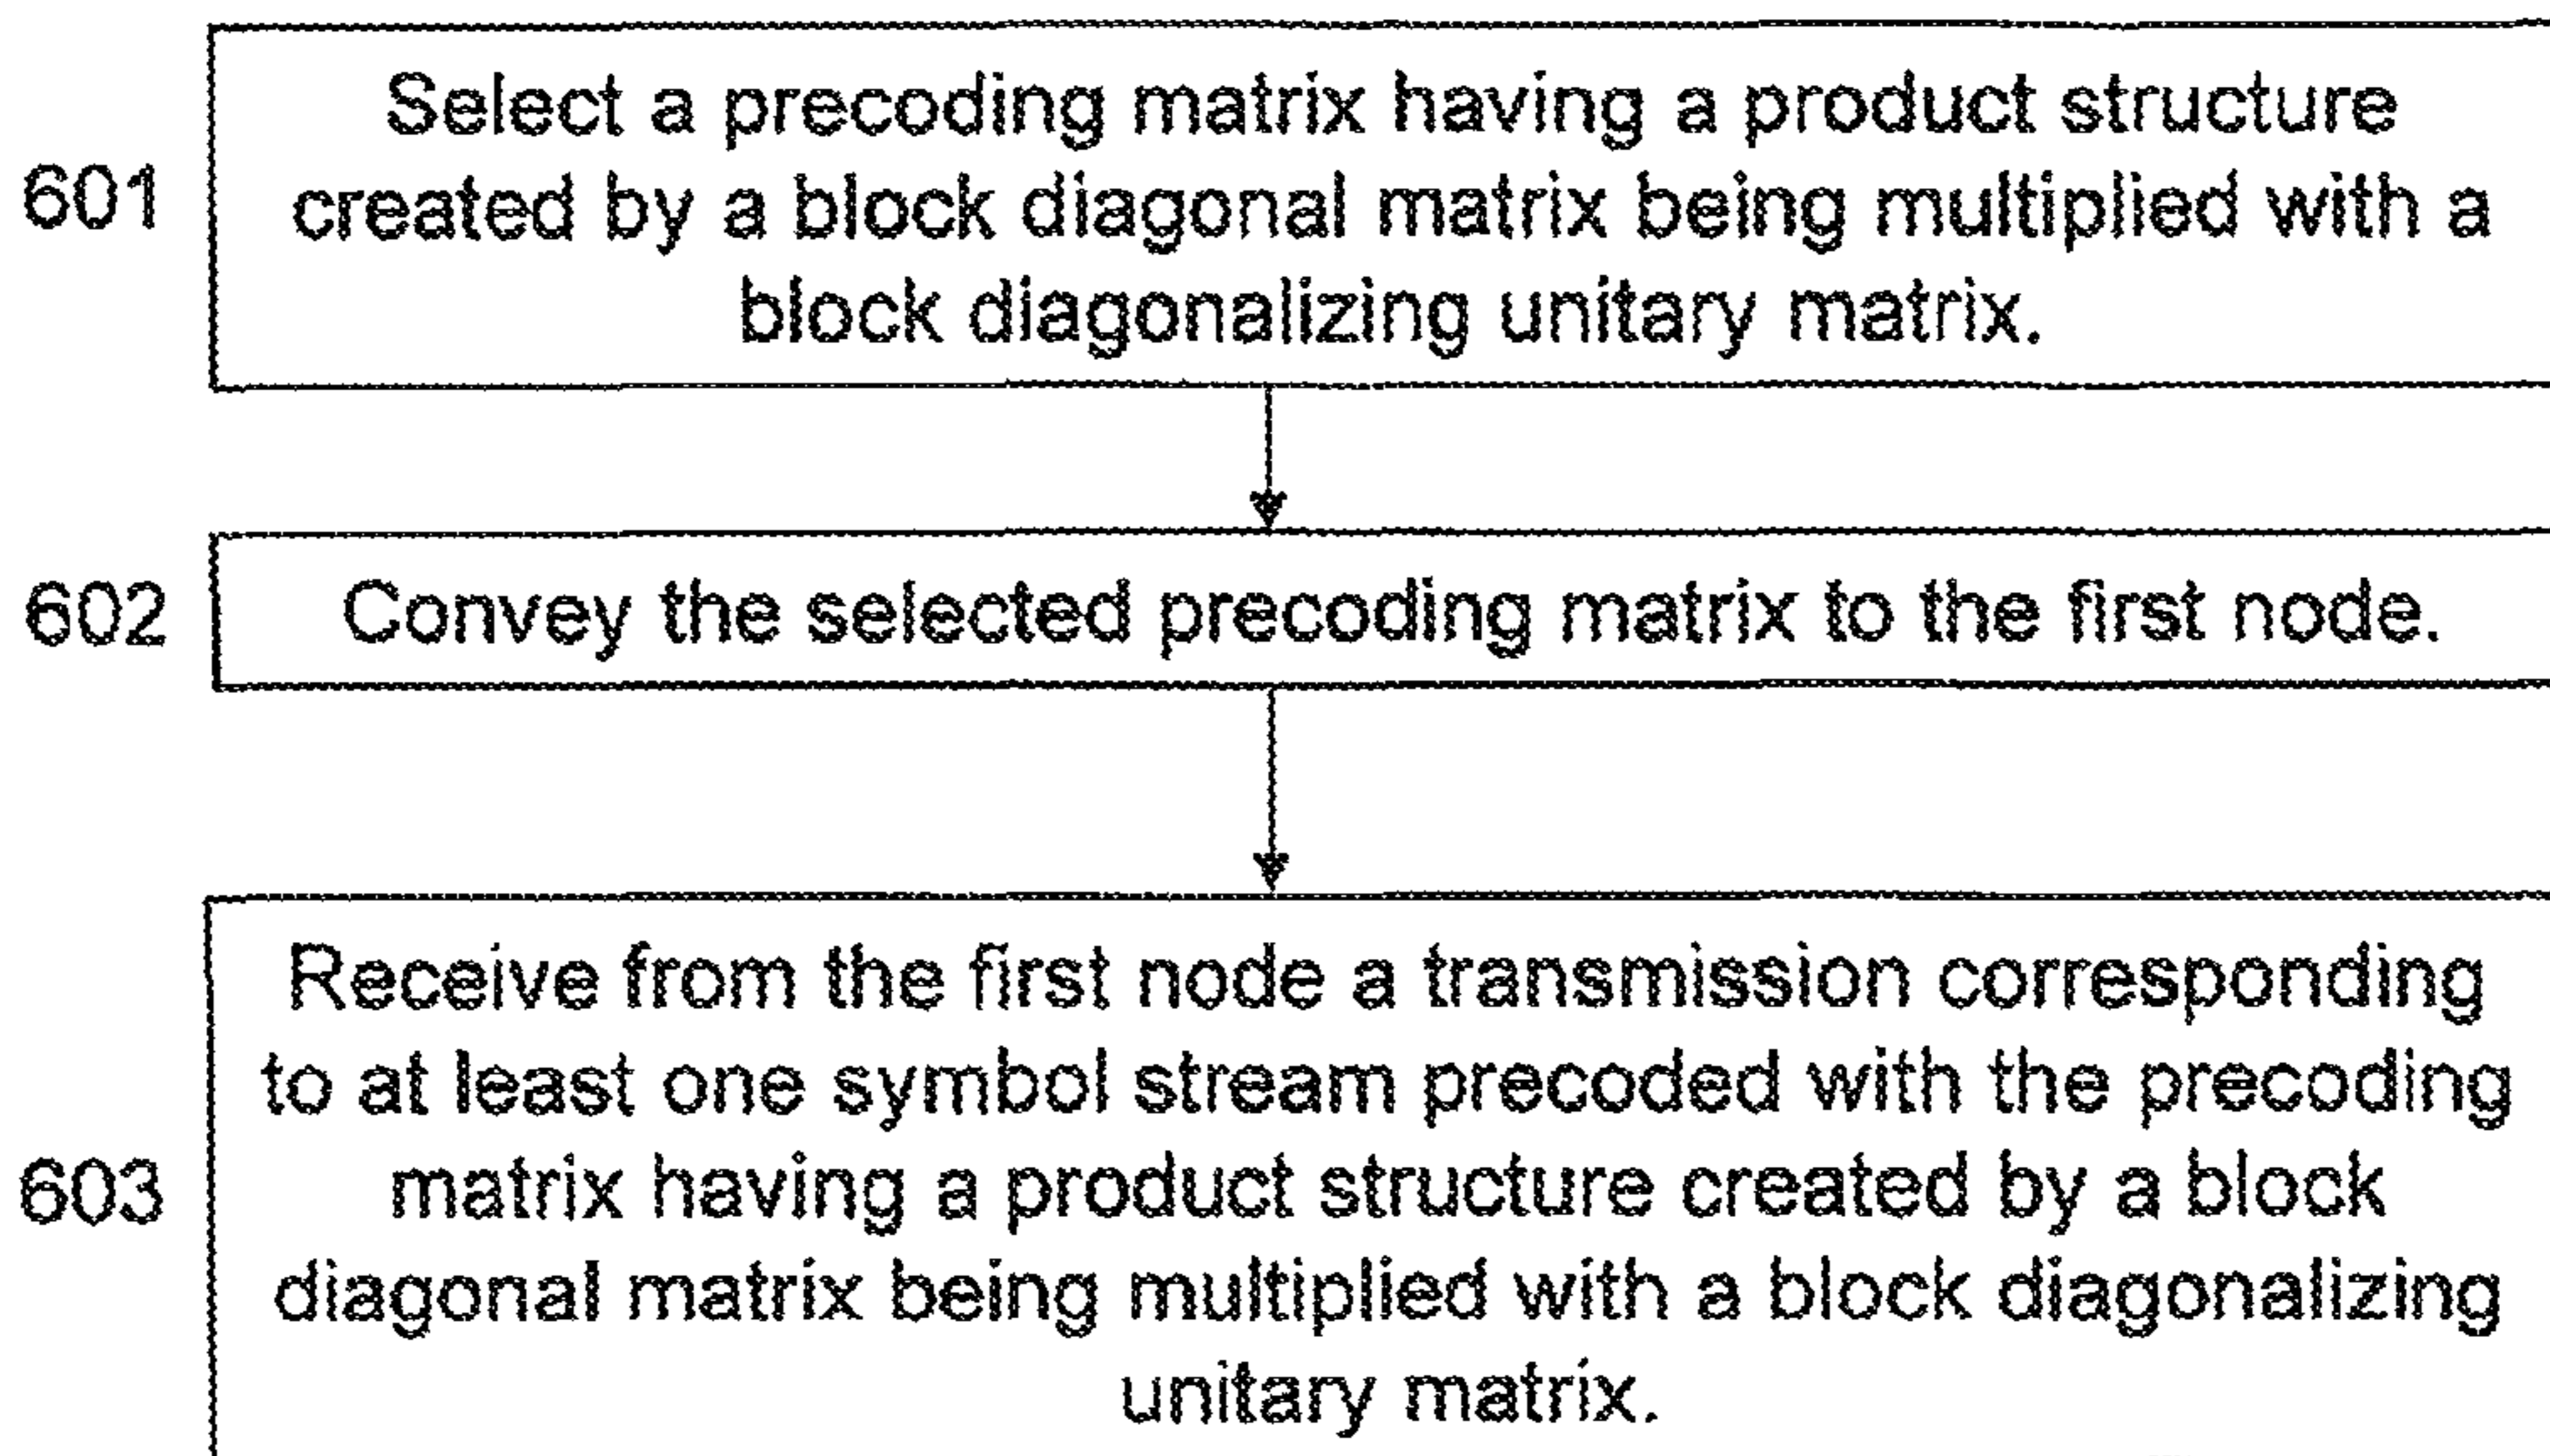 Select a precoding matrix having a product structure
601
created by a block diagonal matrix being multiplied with a
block diagonalizing unitary matrix.
602
Convey the selected precoding matrix to the first node.
Receive from the first node a transmission corresponding
to at least one symbol stream precoded with the precoding
603
matrix having a product structure created by a block
diagonal matrix being multiplied with a block diagonalizing
unitary matrix.